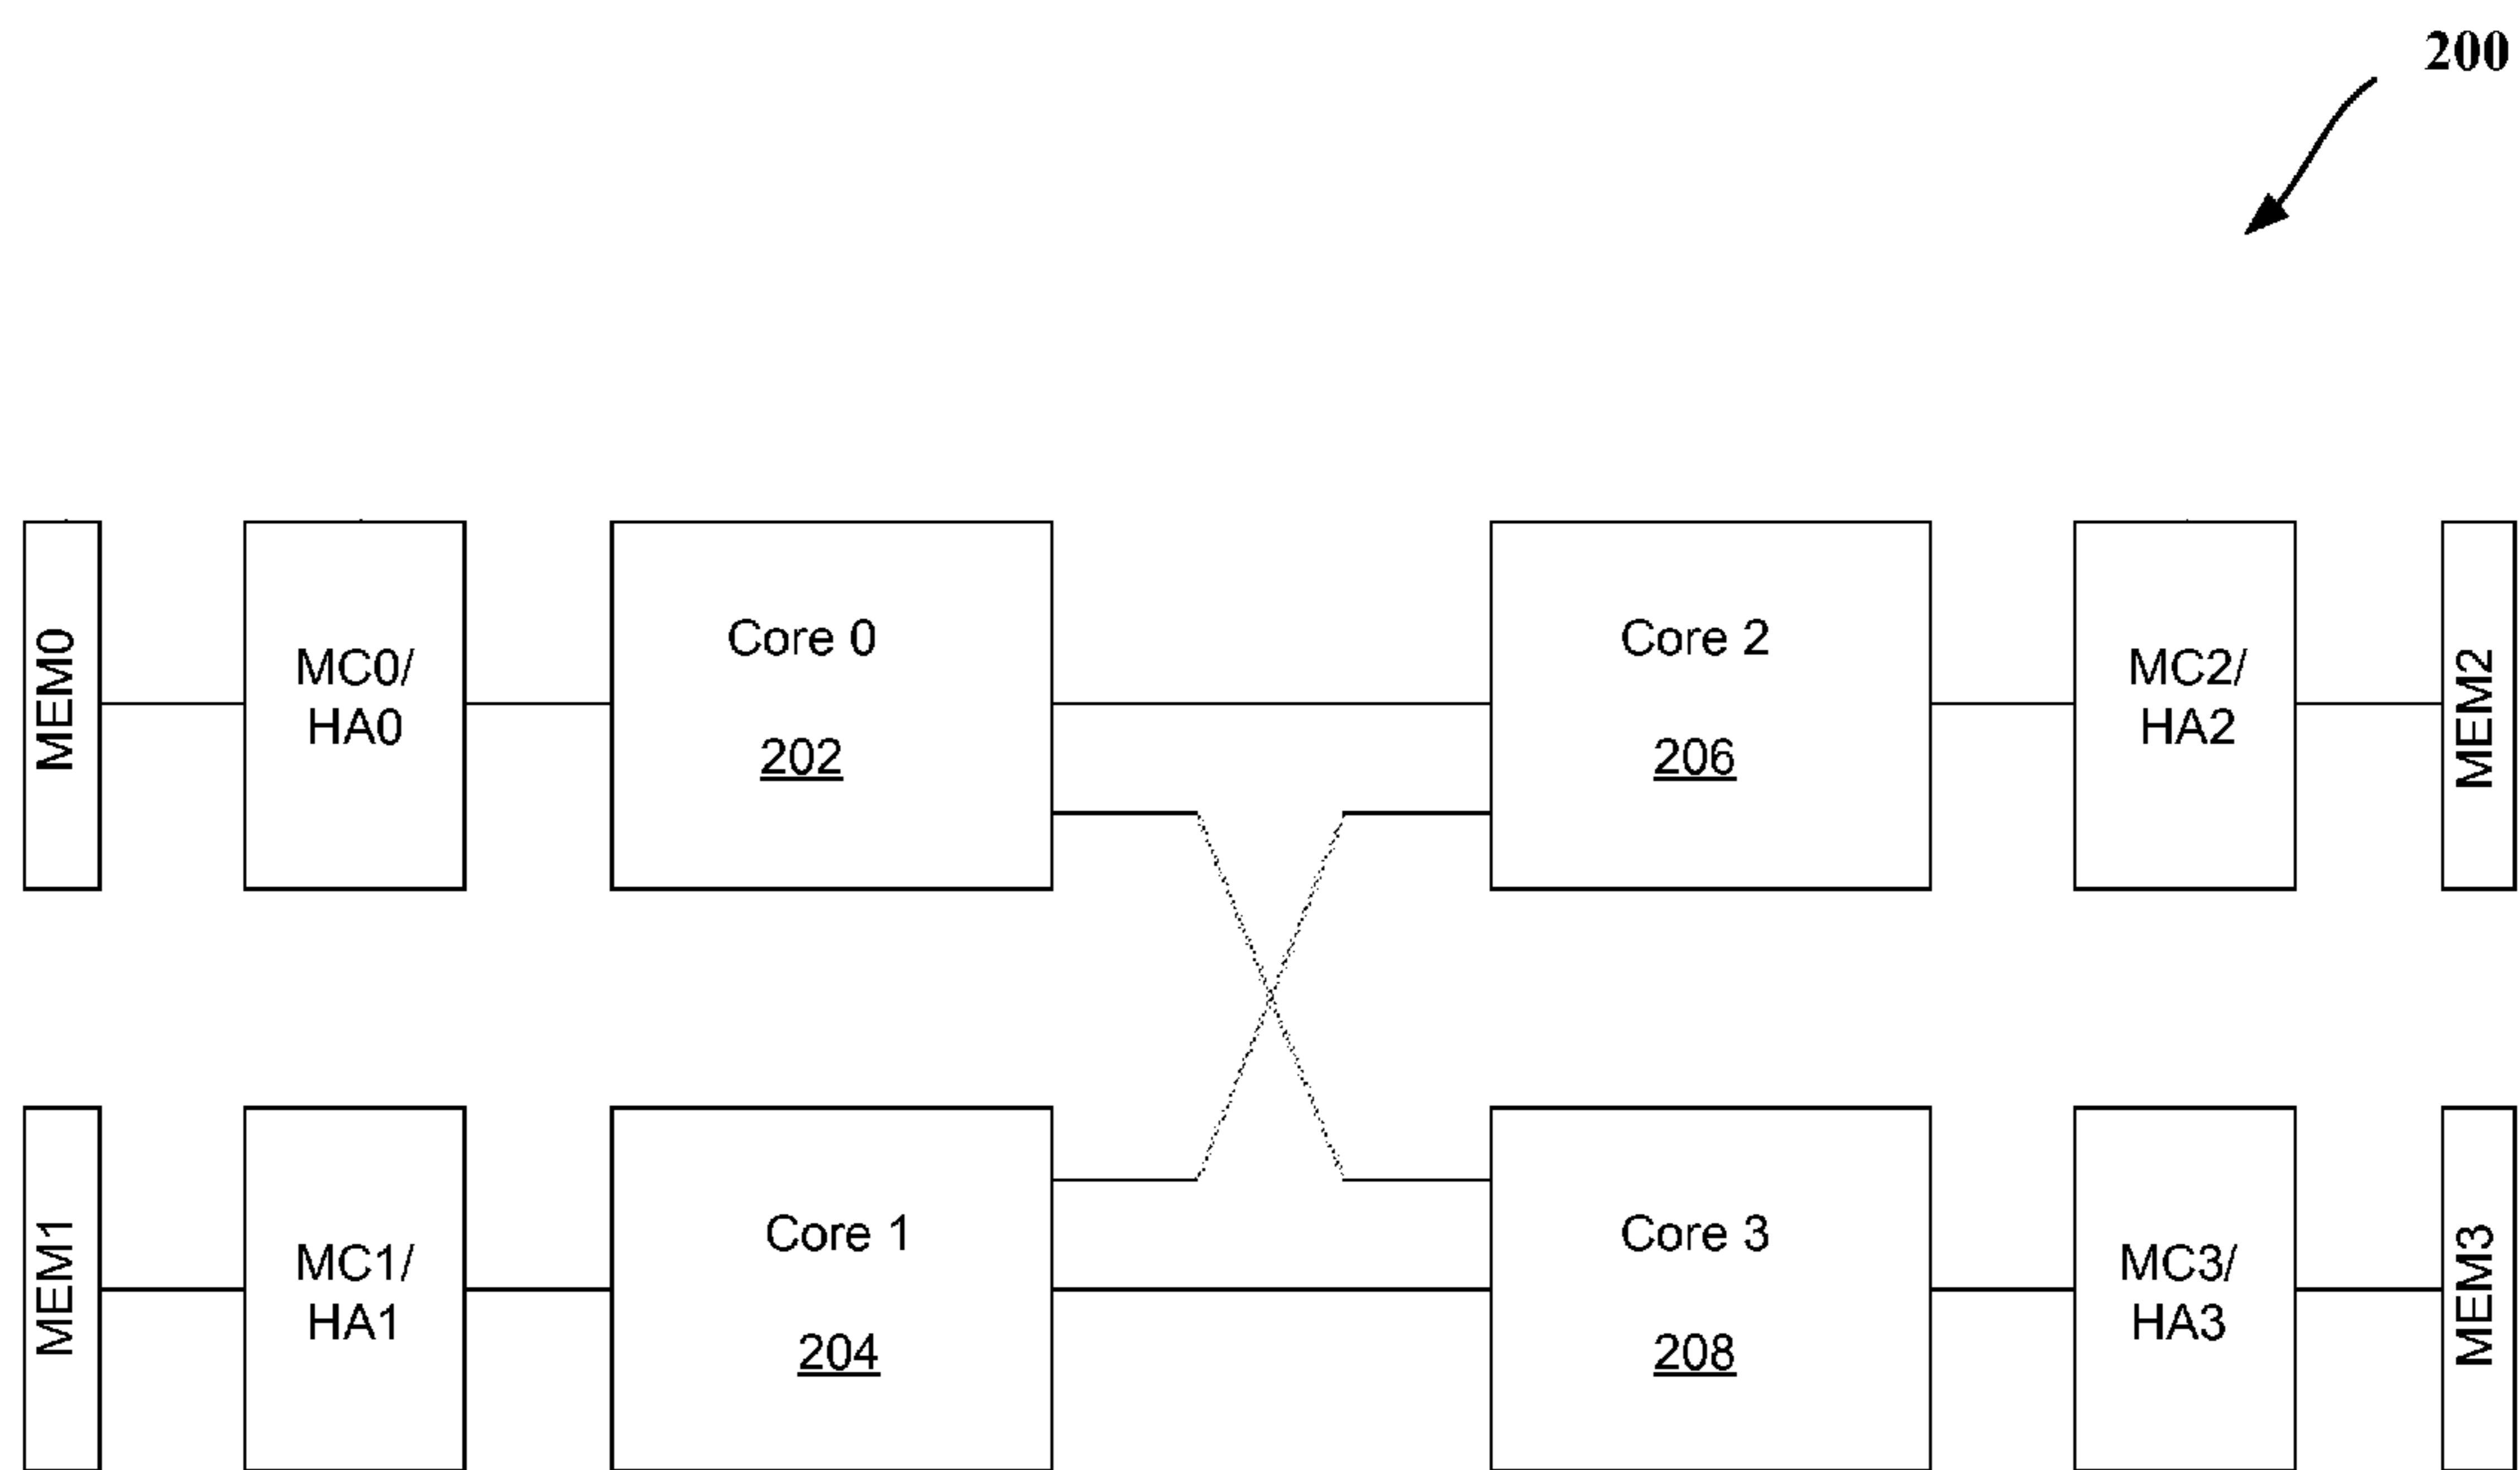 200
MEM0
MC0/
HA0
Core 0
202
Core 2
206
MC2/
HA2
MEM2
MEM1
MC1/
HA1
Core 1
204
Core 3
208
MC3/
HA3
MEM3